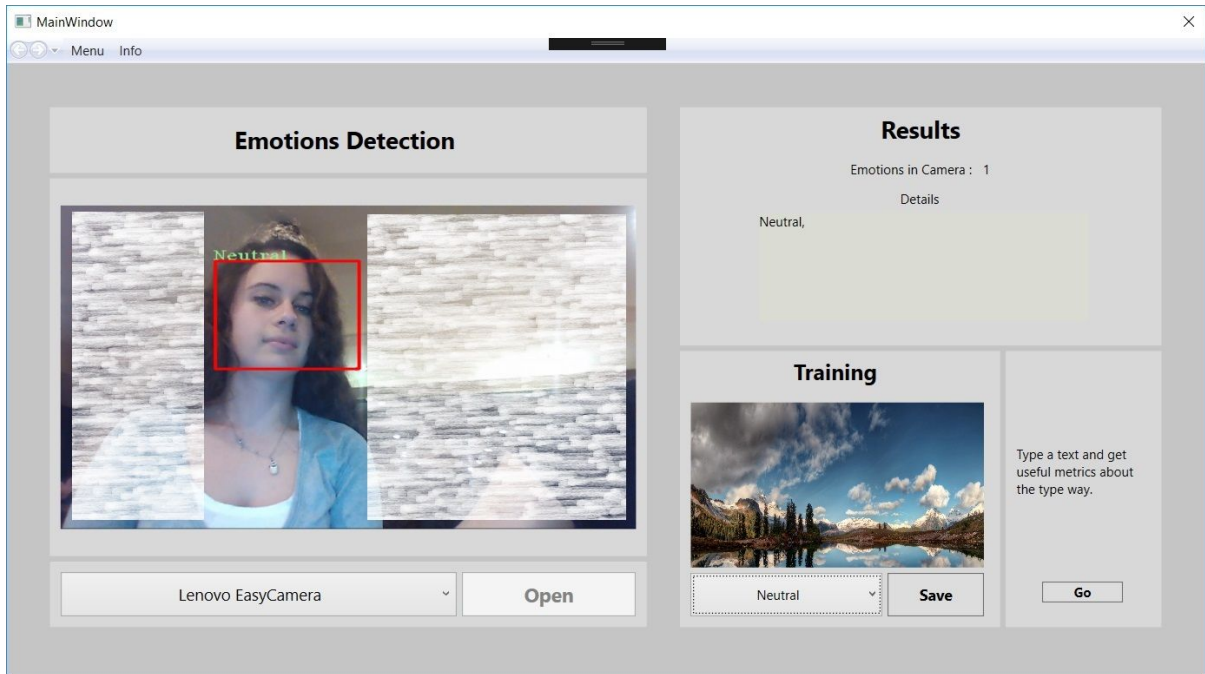 MainWindow
Menu Info
Emotions Detection
Neutral
Lenovo EasyCamera
Open
Results
Emotions in Camera : 1
Details
Neutral,
Training
Neutral
Save
Type a text and get
useful metrics about
the type way.
Go